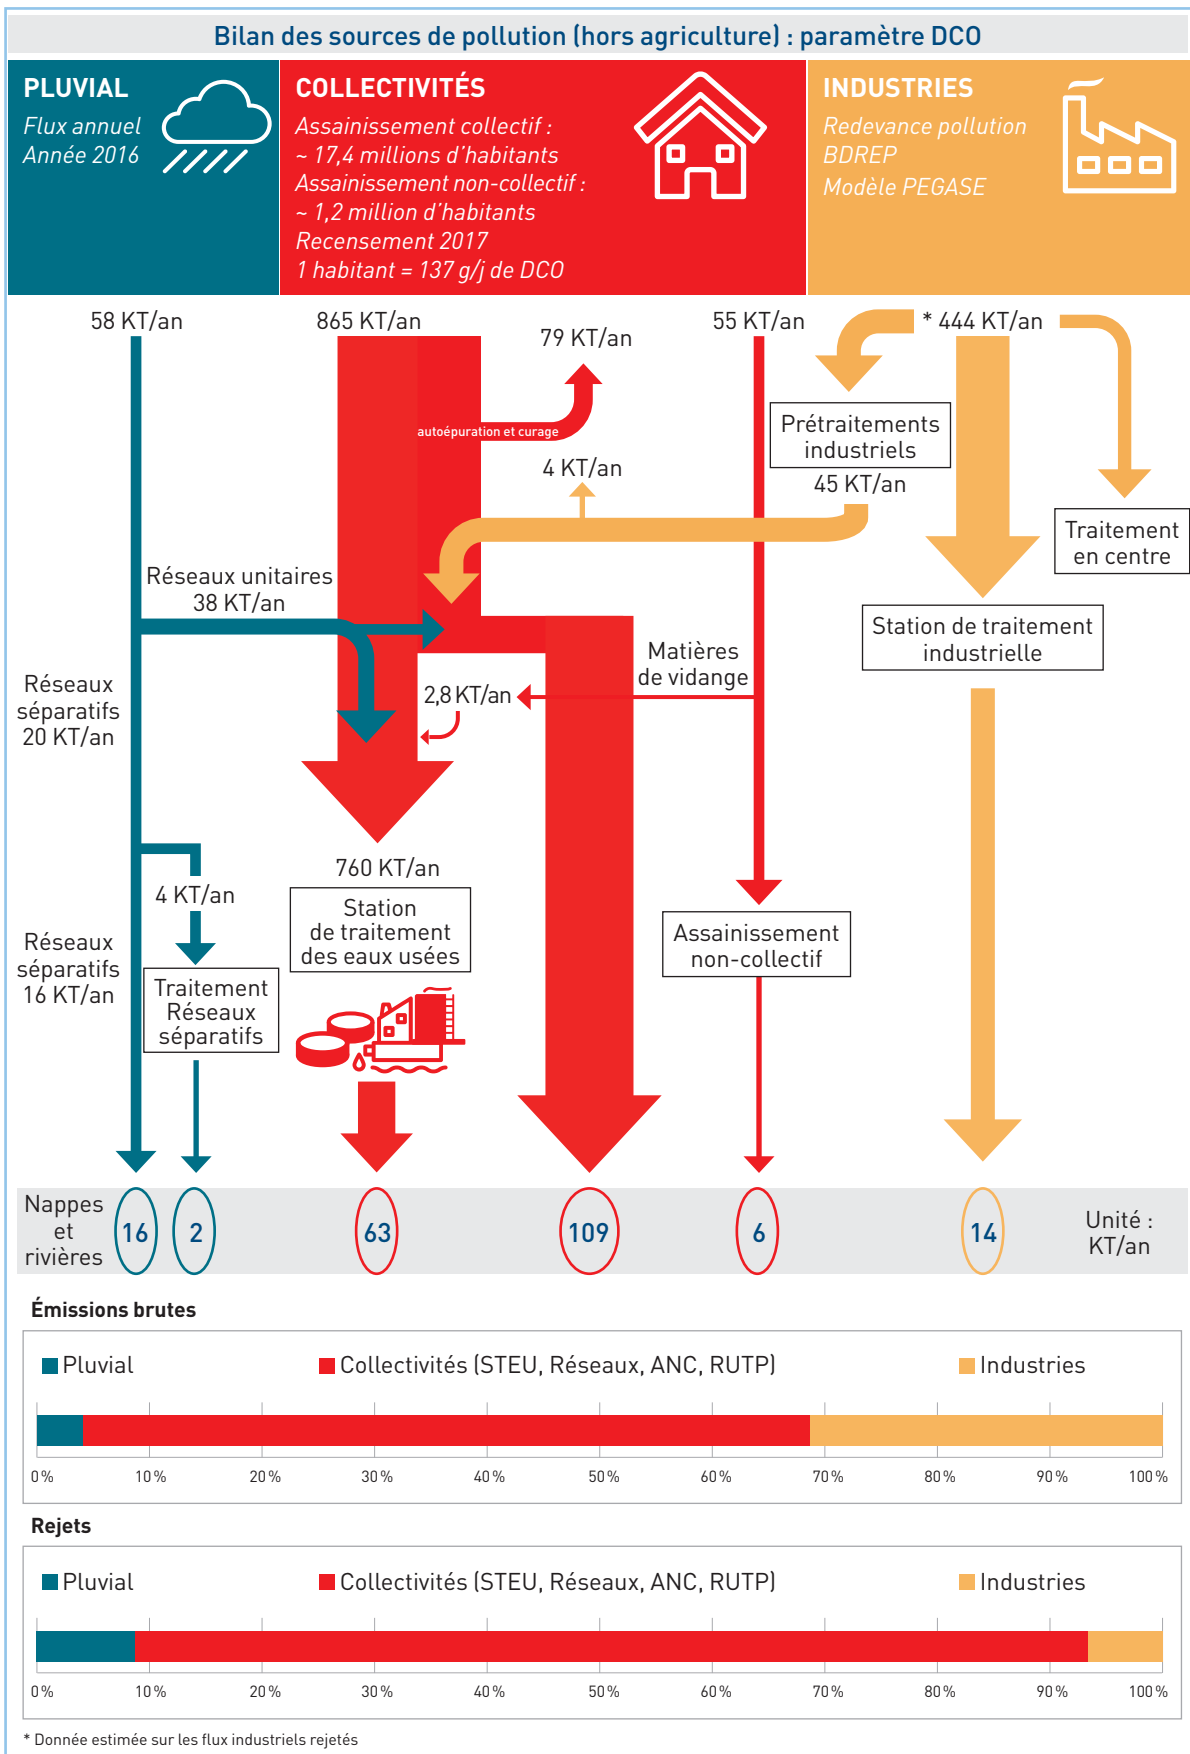 Bilan des sources de pollution (hors agriculture) : paramètre DCO
PLUVIAL
Flux annuel
Année 2016
COLLECTIVITÉS
Assainissement collectif :
~ 17,4 millions d'habitants
Assainissement non-collectif :
~ 1,2 million d'habitants
Recensement 2017
1 habitant = 137 g/j de DCO
INDUSTRIES
Redevance pollution
BDREP
Modèle PEGASE
58 KT/an
865 KT/an
79 KT/an
55 KT/an
* 444 KT/an
autoépuration et curage
Prétraitements
industriels
4 KT/an
45 KT/an
Traitement
en centre
Réseaux unitaires
38 KT/an
Station de traitement
industrielle
Matières
de vidange
Réseaux
séparatifs
20 KT/an
2,8 KT/an
760 KT/an
4 KT/an
Station
de traitement
des eaux usées
Assainissement
non-collectif
Réseaux
séparatifs
16 KT/an
Traitement
Réseaux
séparatifs
Nappes
et
rivières
16
2
63
109
6
14
Unité :
KT/an
Émissions brutes
Pluvial
Collectivités (STEU, Réseaux, ANC, RUTP)
Industries
0% 10% 20% 30% 40% 50% 60% 70% 80% 90% 100%
Rejets
Pluvial
Collectivités (STEU, Réseaux, ANC, RUTP)
Industries
0% 10% 20% 30% 40% 50% 60% 70% 80% 90% 100%
* Donnée estimée sur les flux industriels rejetés